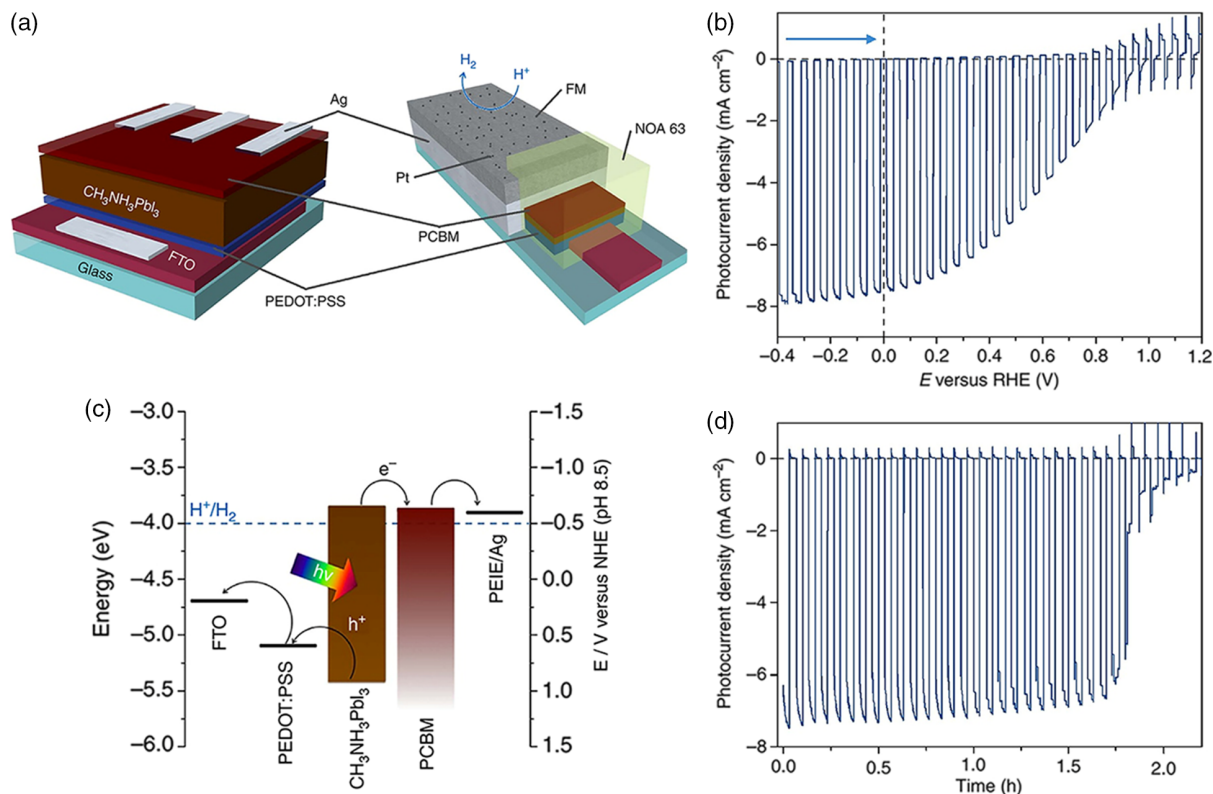 (a)
Ag
CH₃NH₃PbI₃
FTO
Glass
PEDOT:PSS
PCBM
Pt
H₂
H⁺
FM
NOA 63
(b)
Photocurrent density (mA cm⁻²)
0
−2
−4
−6
−8
−0.4 −0.2 0.0 0.2 0.4 0.6 0.8 1.0 1.2
E versus RHE (V)
(c)
Energy (eV)
−3.0
−3.5
−4.0
−4.5
−5.0
−5.5
−6.0
H⁺/H₂
hν
e⁻
h⁺
FTO
PEDOT:PSS
CH₃NH₃PbI₃
PCBM
PEIE/Ag
−1.5
−1.0
−0.5
0.0
0.5
1.0
1.5
E / V versus NHE (pH 8.5)
(d)
Photocurrent density (mA cm⁻²)
0
−2
−4
−6
−8
0.0 0.5 1.0 1.5 2.0
Time (h)